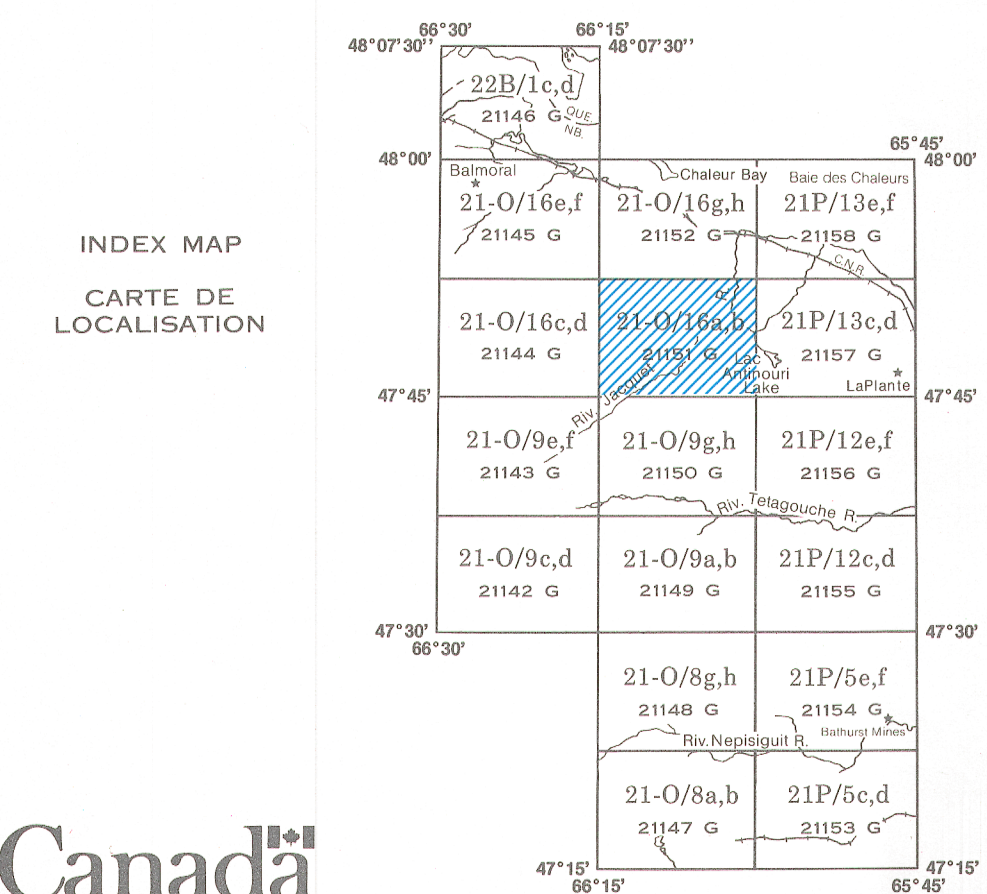 66°30' 66°15'
48°07'30'' 48°07'30''
22B/1c,d
21146 G
QUE.
NB.
65°45'
48°00' 48°00'
Balmoral
Chaleur Bay Baie des Chaleurs
21-O/16e,f 21-O/16g,h 21P/13e,f
21145 G 21152 G 21158 G
C.N.R.
INDEX MAP
CARTE DE
LOCALISATION
R.
21-O/16c,d 21-O/16a,b 21P/13c,d
21144 G 21151 G 21157 G
Lac
Antinouri
Lake
LaPlante
Riv. Jacquet
47°45' 47°45'
21-O/9e,f 21-O/9g,h 21P/12e,f
21143 G 21150 G 21156 G
Riv. Tetagouche R.
21-O/9c,d 21-O/9a,b 21P/12c,d
21142 G 21149 G 21155 G
47°30' 47°30'
66°30'
21-O/8g,h 21P/5e,f
21148 G 21154 G
Bathurst Mines
Riv.Nepisiguit R.
21-O/8a,b 21P/5c,d
21147 G 21153 G
47°15' 47°15'
66°15' 65°45'
Canada